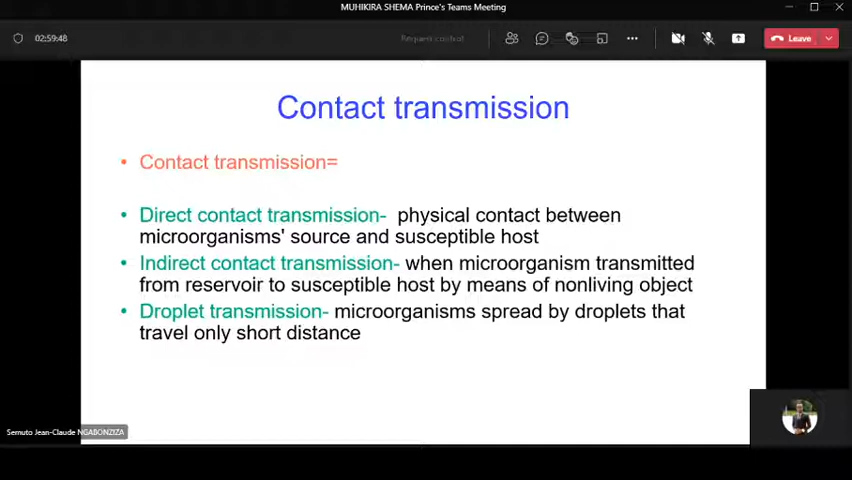 MUHIKIRA SHEMA Prince's Teams Meeting
02:59:48
Request control
Leave
Contact transmission
• Contact transmission=
• Direct contact transmission- physical contact between
microorganisms' source and susceptible host
• Indirect contact transmission- when microorganism transmitted
from reservoir to susceptible host by means of nonliving object
• Droplet transmission- microorganisms spread by droplets that
travel only short distance
Semuto Jean-Claude NGABONZIZA